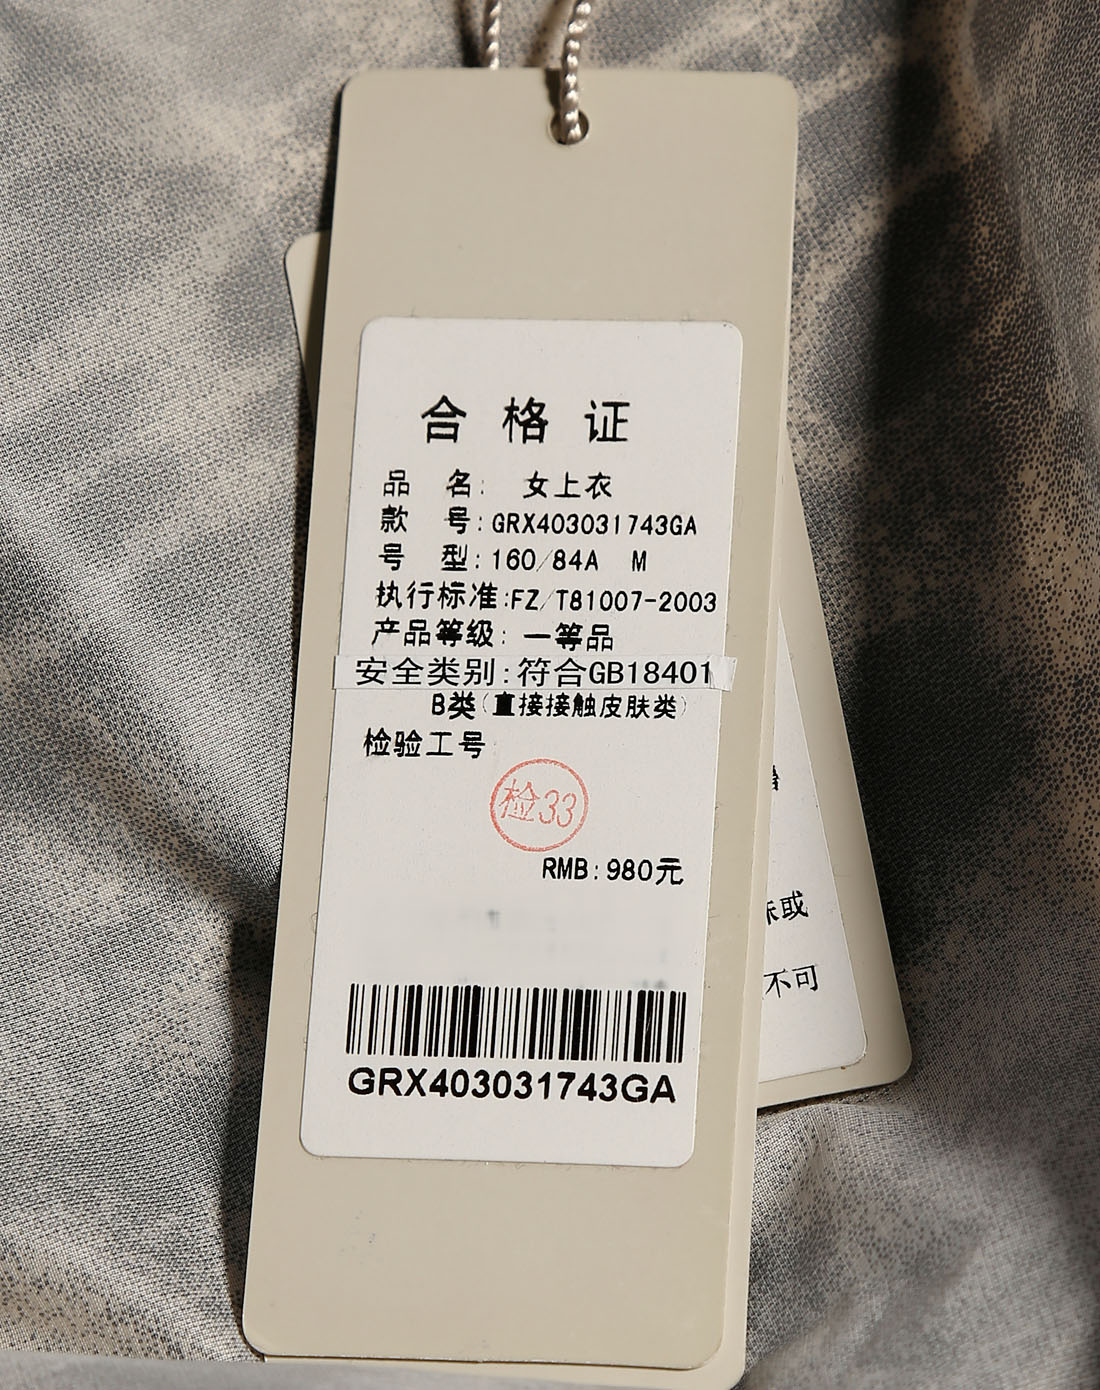 合格证
品 名: 女上衣
款 号:GRX403031743GA
号 型:160/84A M
执行标准:FZ/T81007-2003
产品等级: 一等品
安全类别:符合GB18401
B类(直接接触皮肤类)
检验工号
检33
RMB:980元
GRX403031743GA
或
不可